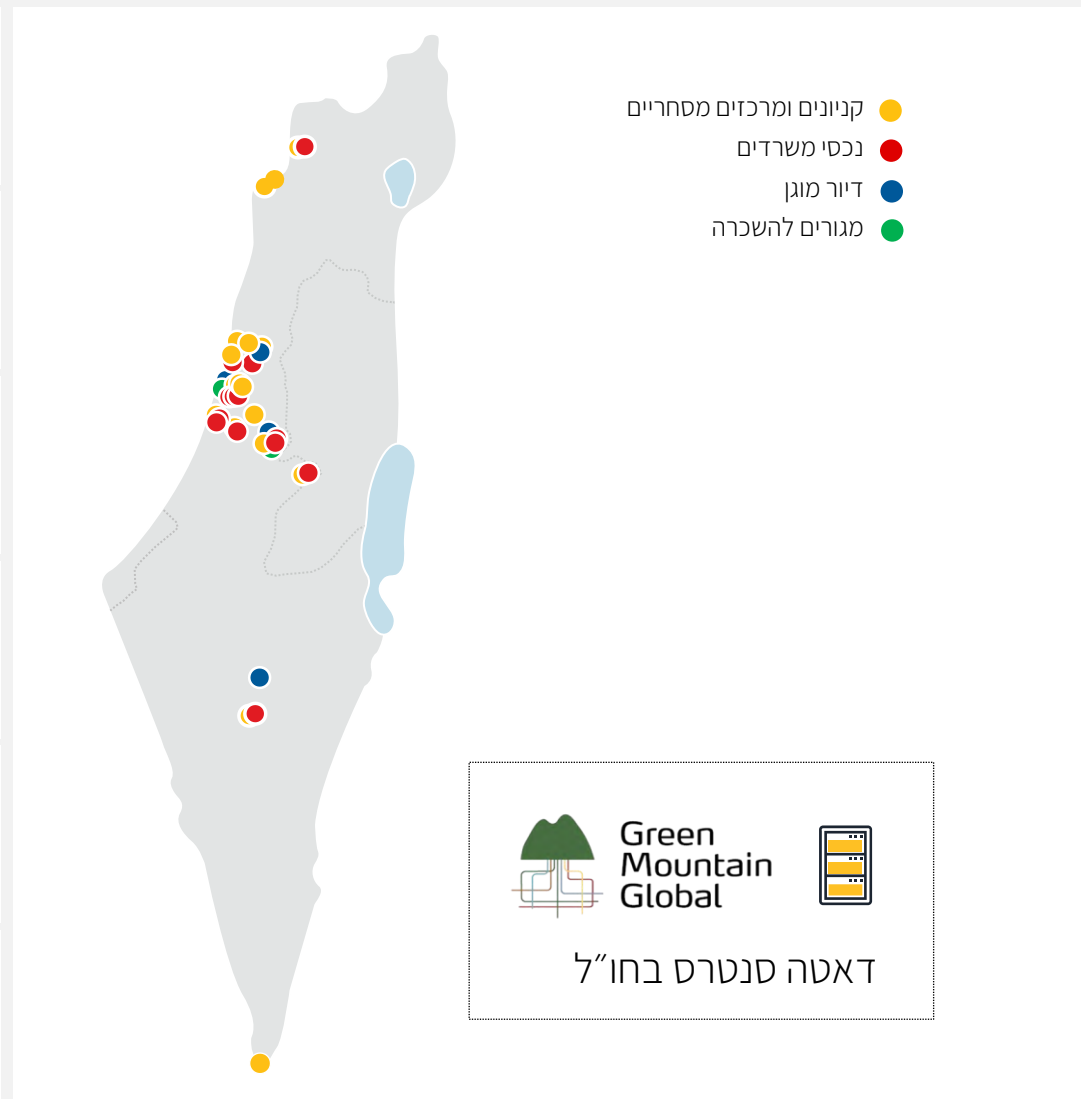 קניונים ומרכזים מסחריים
נכסי משרדים
דיור מוגן
מגורים להשכרה
Green
Mountain
Global
דאטה סנטרס בחו״ל